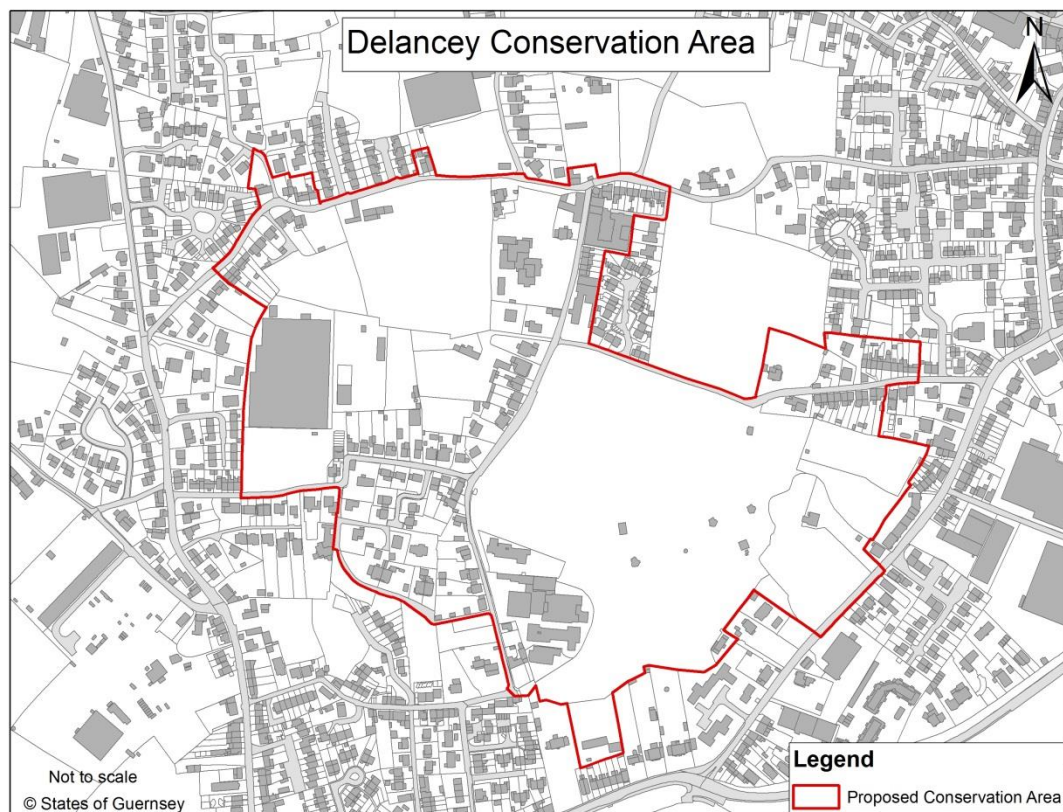 Delancey Conservation Area
N
Legend
Proposed Conservation Area
Not to scale
© States of Guernsey